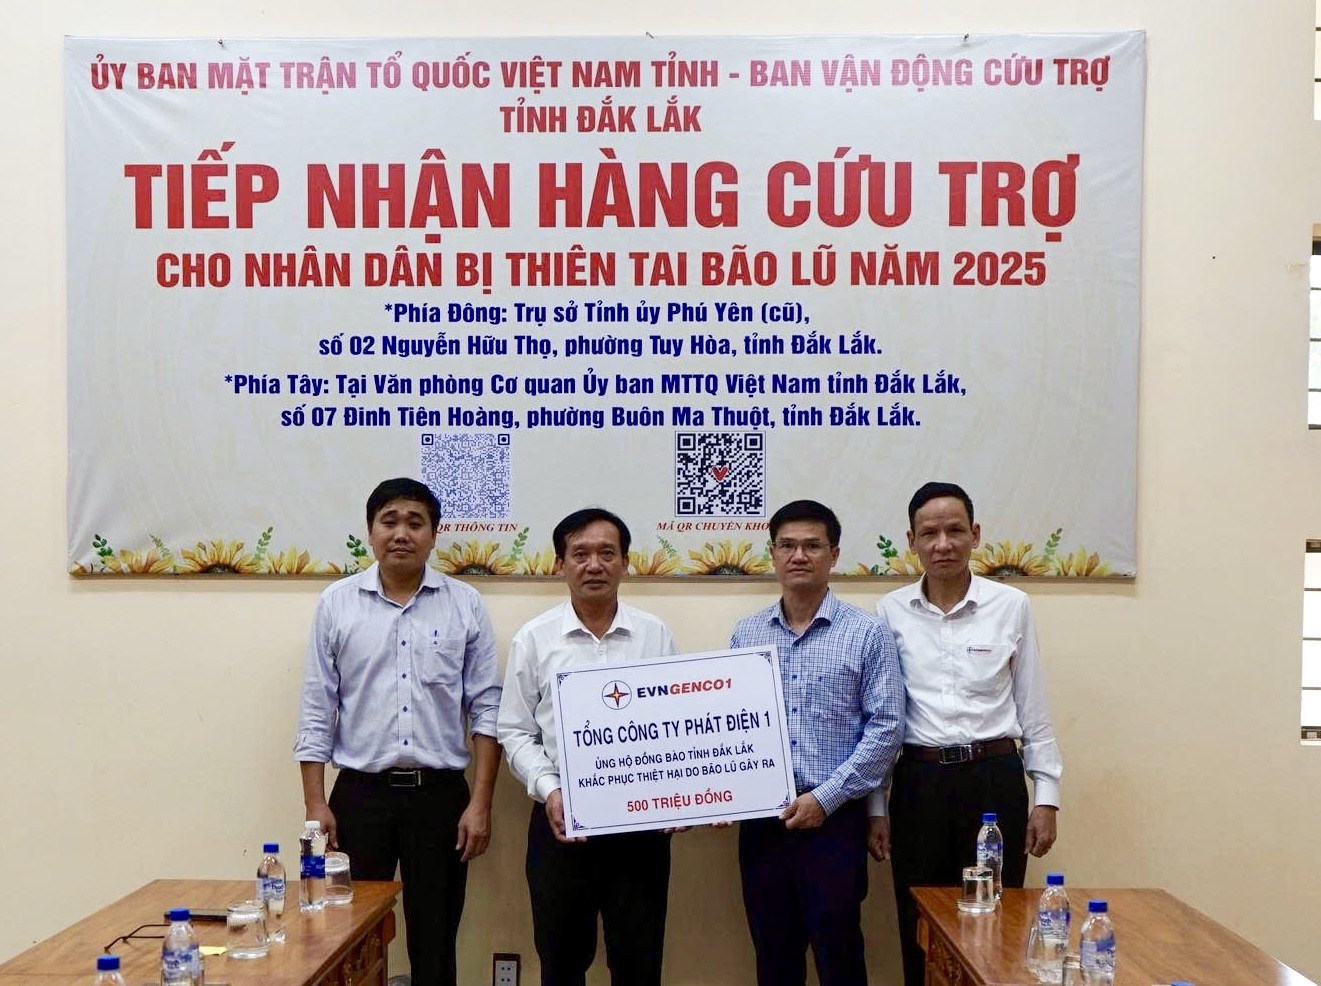 ỦY BAN MẶT TRẬN TỔ QUỐC VIỆT NAM TỈNH - BAN VẬN ĐỘNG CỨU TRỢ
TỈNH ĐẮK LẮK
TIẾP NHẬN HÀNG CỨU TRỢ
CHO NHÂN DÂN BỊ THIÊN TAI BÃO LŨ NĂM 2025
*Phía Đông: Trụ sở Tỉnh ủy Phú Yên (cũ),
số 02 Nguyễn Hữu Thọ, phường Tuy Hòa, tỉnh Đắk Lắk.
*Phía Tây: Tại Văn phòng Cơ quan Ủy ban MTTQ Việt Nam tỉnh Đắk Lắk,
số 07 Đinh Tiên Hoàng, phường Buôn Ma Thuột, tỉnh Đắk Lắk.
QR THÔNG TIN
MÃ QR CHUYỂN KHO
EVNGENCO1
TỔNG CÔNG TY PHÁT ĐIỆN 1
ỦNG HỘ ĐỒNG BÀO TỈNH ĐẮK LẮK
KHẮC PHỤC THIỆT HẠI DO BÃO LŨ GÂY RA
500 TRIỆU ĐỒNG